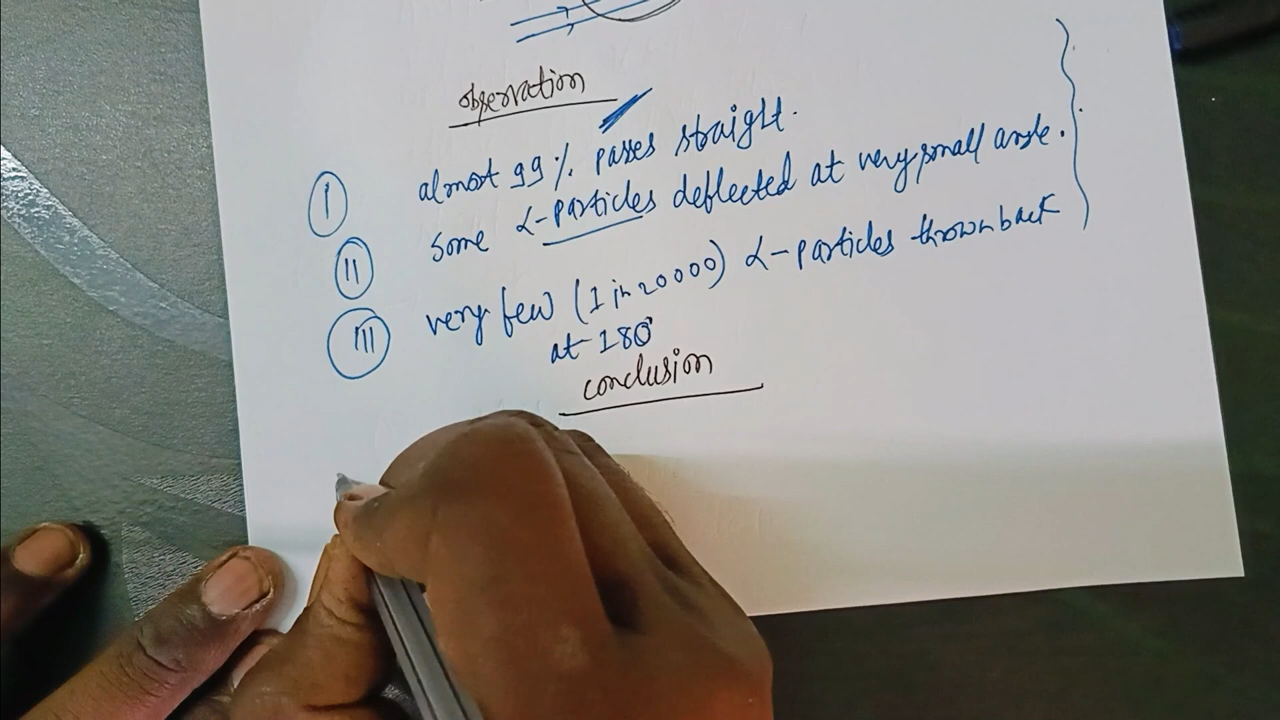 observation
I almost 99% passes straight.
II some α-particles deflected at very small angle.
III very few (1 in 20000) α-particles thrown back
at 180°
conclusion